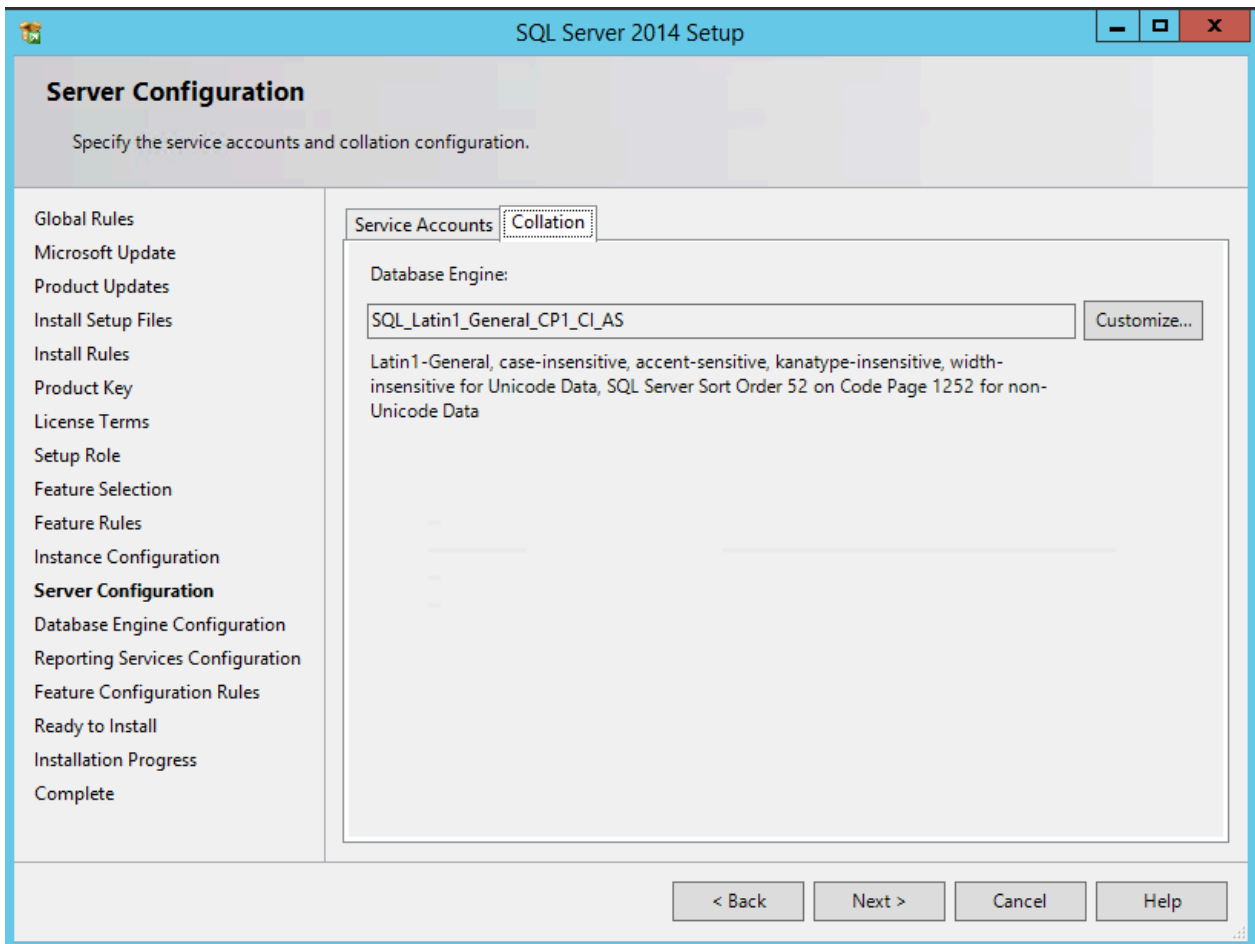 SQL Server 2014 Setup
Server Configuration
Specify the service accounts and collation configuration.
Global Rules
Microsoft Update
Product Updates
Install Setup Files
Install Rules
Product Key
License Terms
Setup Role
Feature Selection
Feature Rules
Instance Configuration
Server Configuration
Database Engine Configuration
Reporting Services Configuration
Feature Configuration Rules
Ready to Install
Installation Progress
Complete
Service Accounts Collation
Database Engine:
SQL_Latin1_General_CP1_CI_AS
Customize...
Latin1-General, case-insensitive, accent-sensitive, kanatype-insensitive, width-
insensitive for Unicode Data, SQL Server Sort Order 52 on Code Page 1252 for non-
Unicode Data
< Back Next > Cancel Help